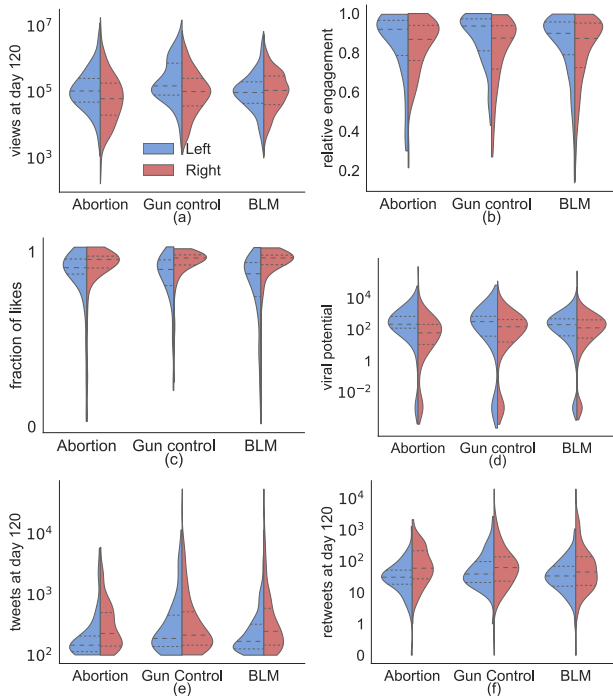 10^7
10^5
10^3
views at day 120
Left
Right
Abortion Gun control BLM
(a)
1.0
0.8
0.6
0.4
0.2
relative engagement
Abortion Gun control BLM
(b)
1
0
fraction of likes
Abortion Gun control BLM
(c)
10^4
10^2
1
10^-2
viral potential
Abortion Gun control BLM
(d)
10^4
10^3
10^2
tweets at day 120
Abortion Gun Control BLM
(e)
10^4
10^3
10^2
10
1
0
retweets at day 120
Abortion Gun Control BLM
(f)